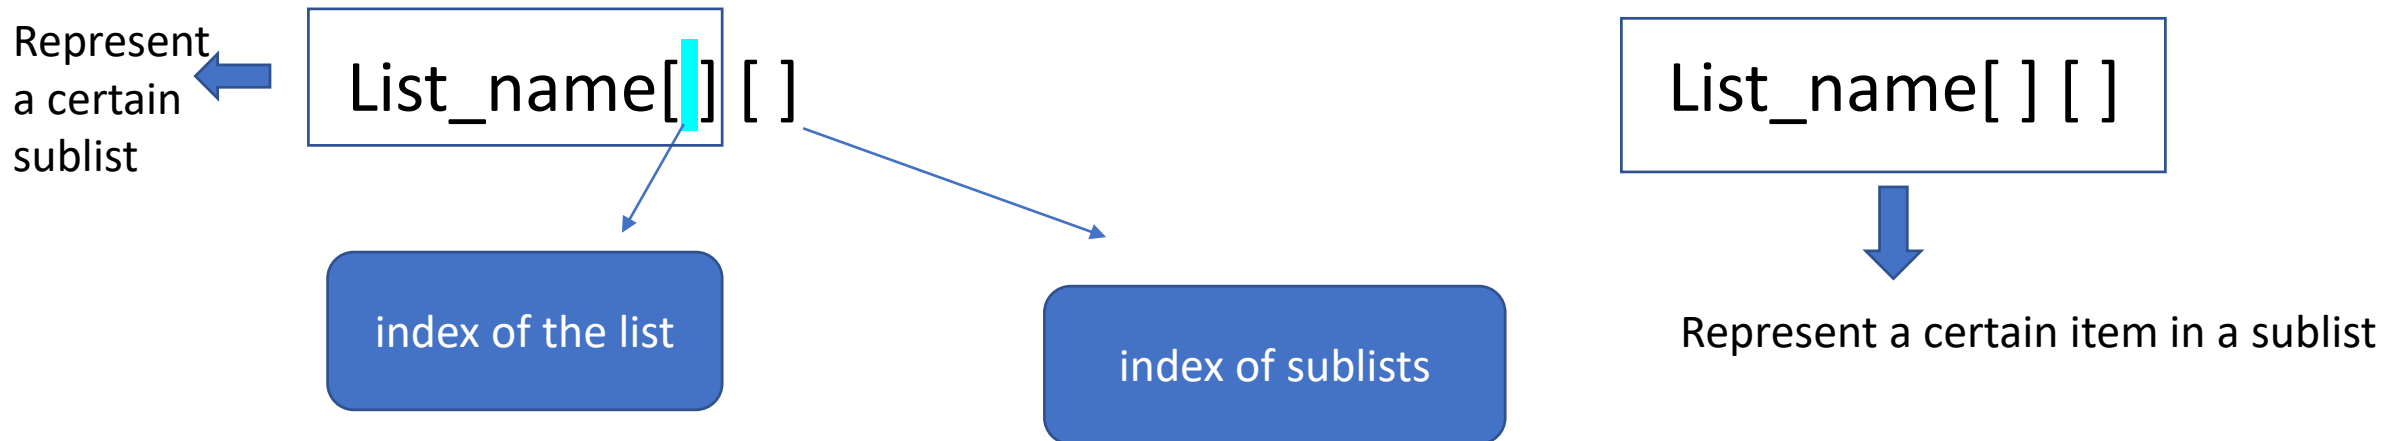 Represent
a certain
sublist
List_name[ ] [ ]
index of the list
index of sublists
List_name[ ] [ ]
Represent a certain item in a sublist